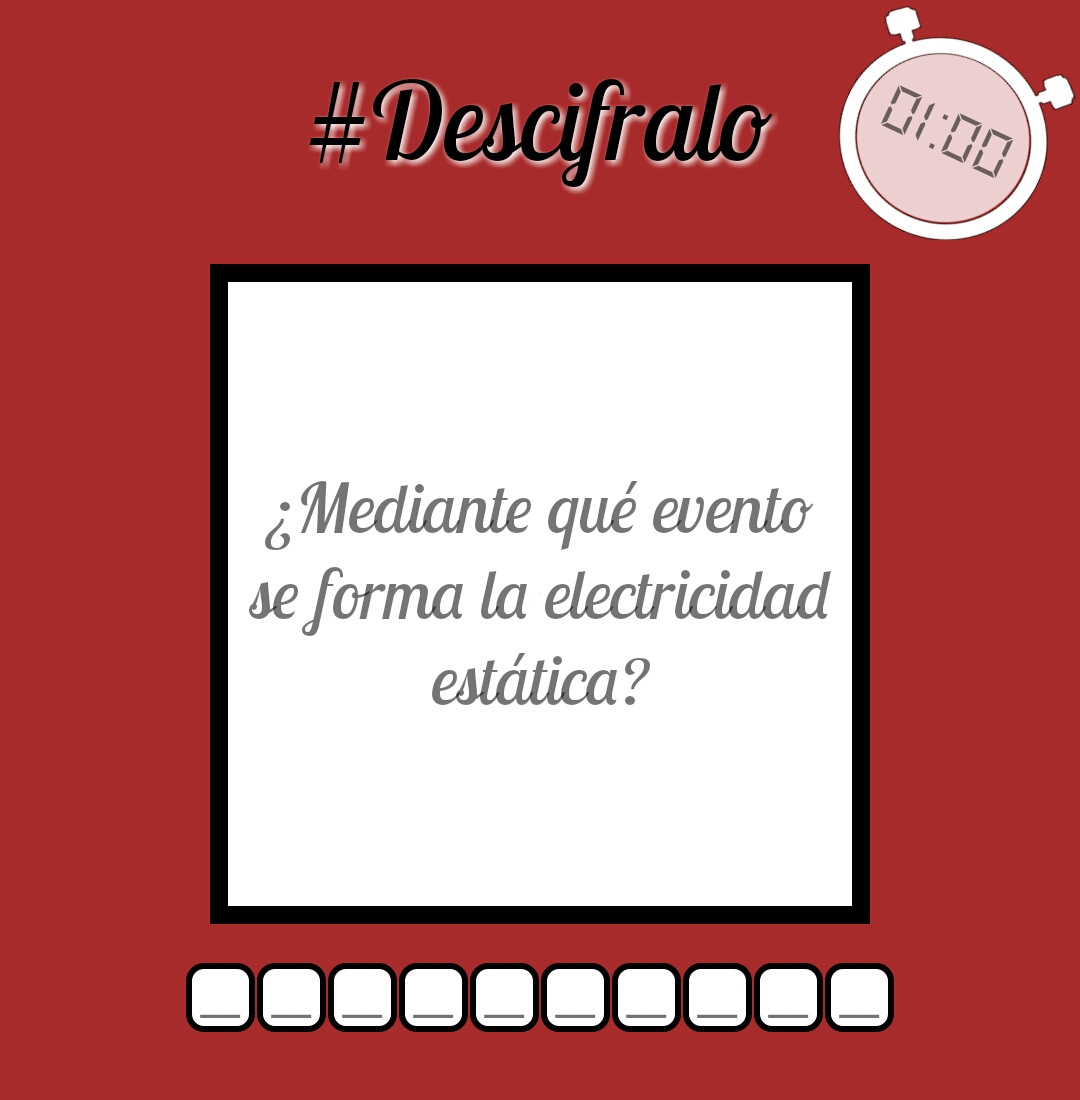 #Descifralo
01:00
¿Mediante qué evento
se forma la electricidad
estática?
_ _ _ _ _ _ _ _ _ _